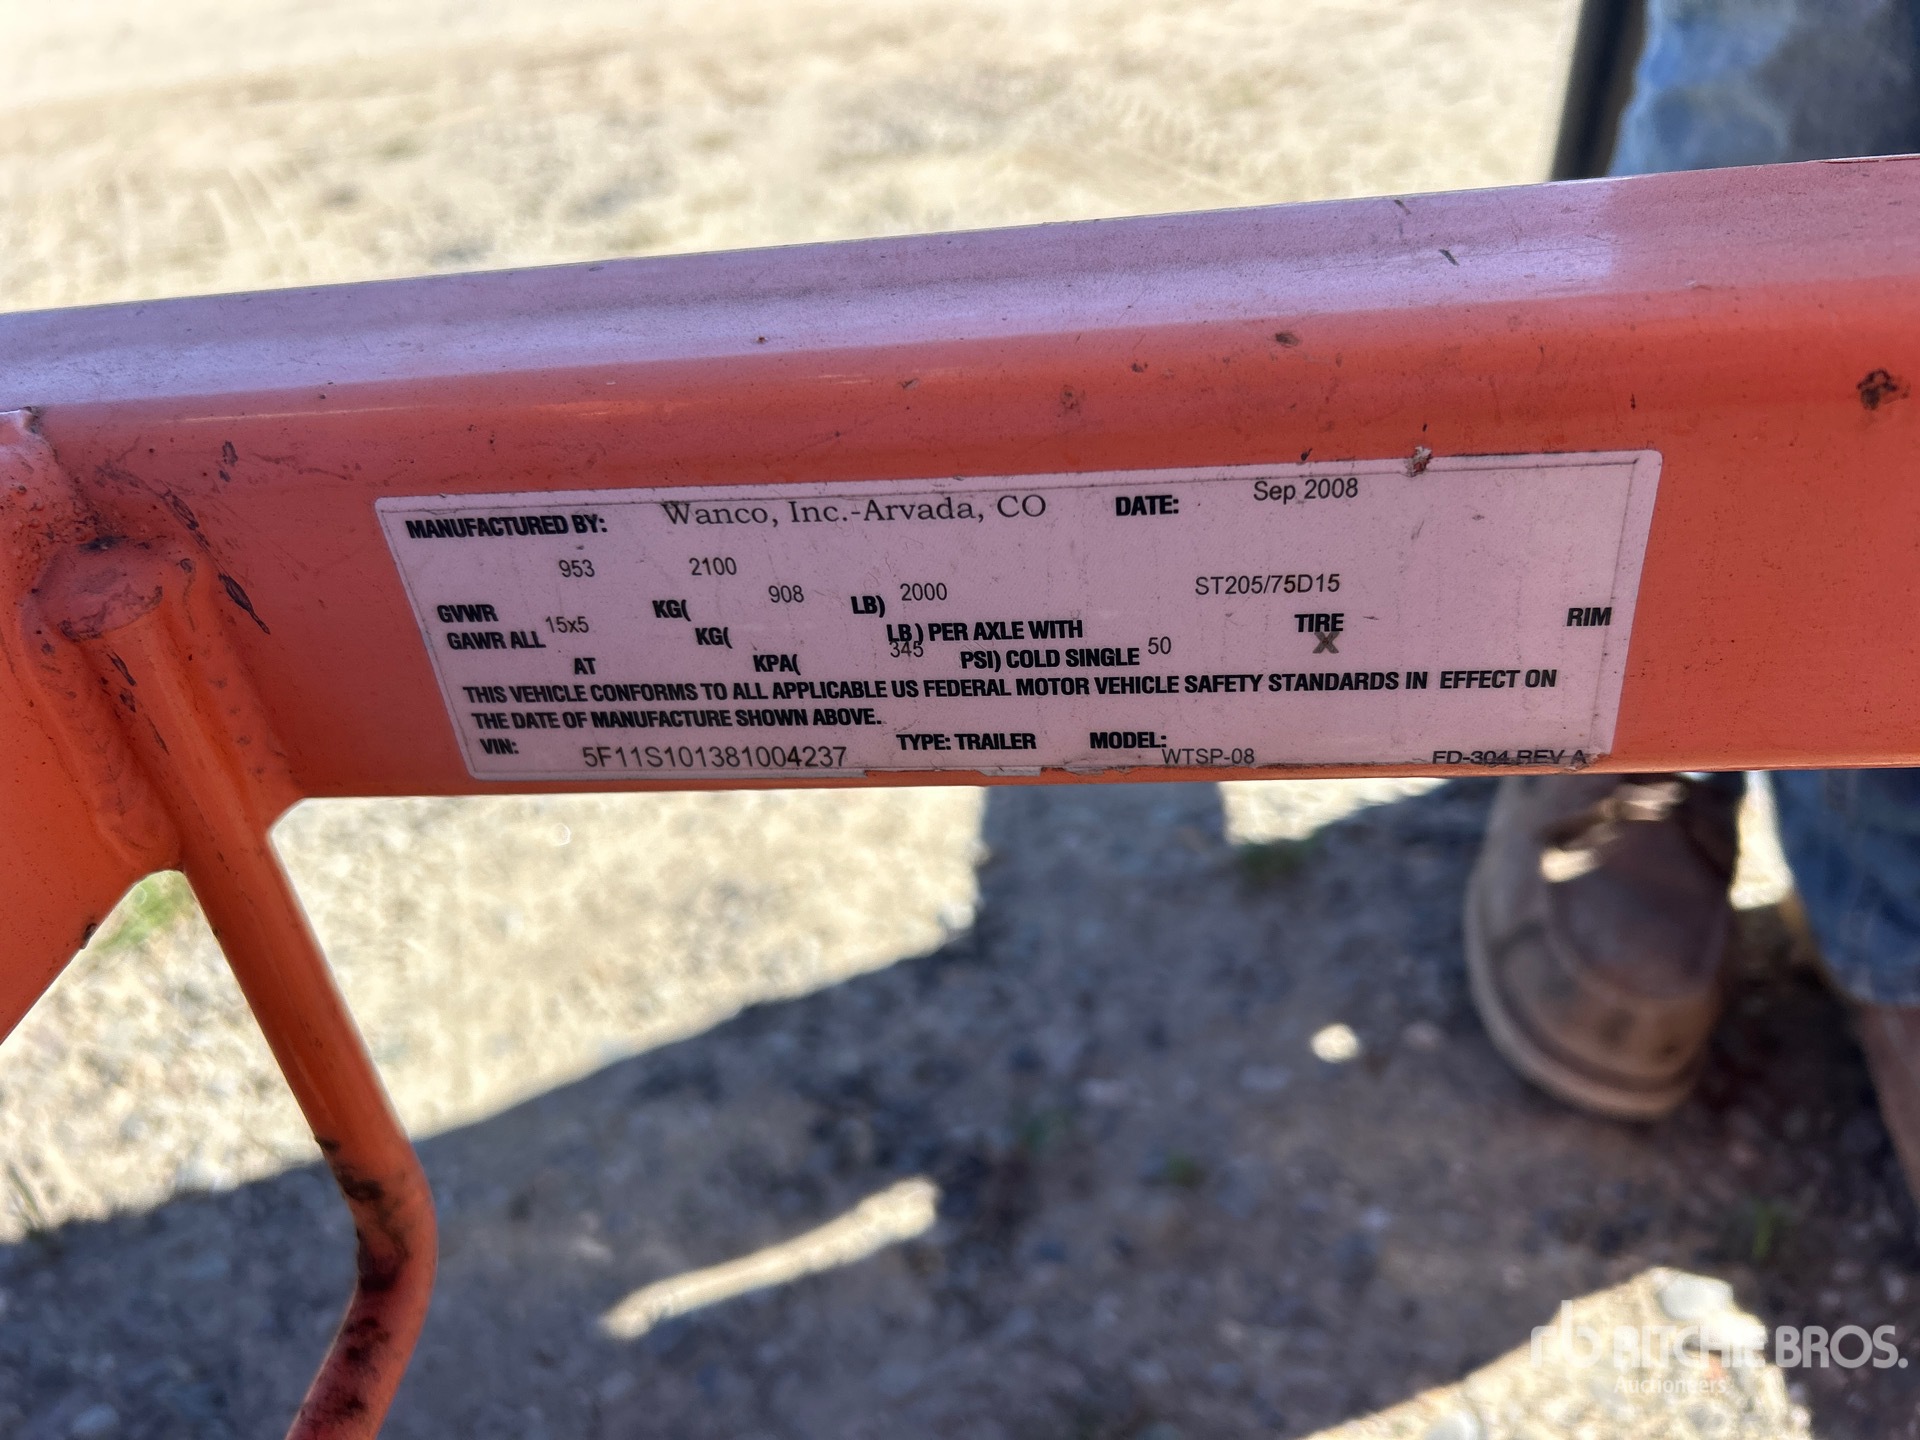 MANUFACTURED BY: Wanco, Inc.-Arvada, CO DATE: Sep 2008
953 2100
908 2000 ST205/75D15
GVWR KG( LB) TIRE RIM
GAWR ALL 15x5 KG( LB) PER AXLE WITH X
AT KPA( 345 PSI) COLD SINGLE 50
THIS VEHICLE CONFORMS TO ALL APPLICABLE US FEDERAL MOTOR VEHICLE SAFETY STANDARDS IN EFFECT ON
THE DATE OF MANUFACTURE SHOWN ABOVE.
VIN: 5F11S101381004237 TYPE: TRAILER MODEL: WTSP-08 FD-304 REV A
rb RITCHIE BROS.
Auctioneers